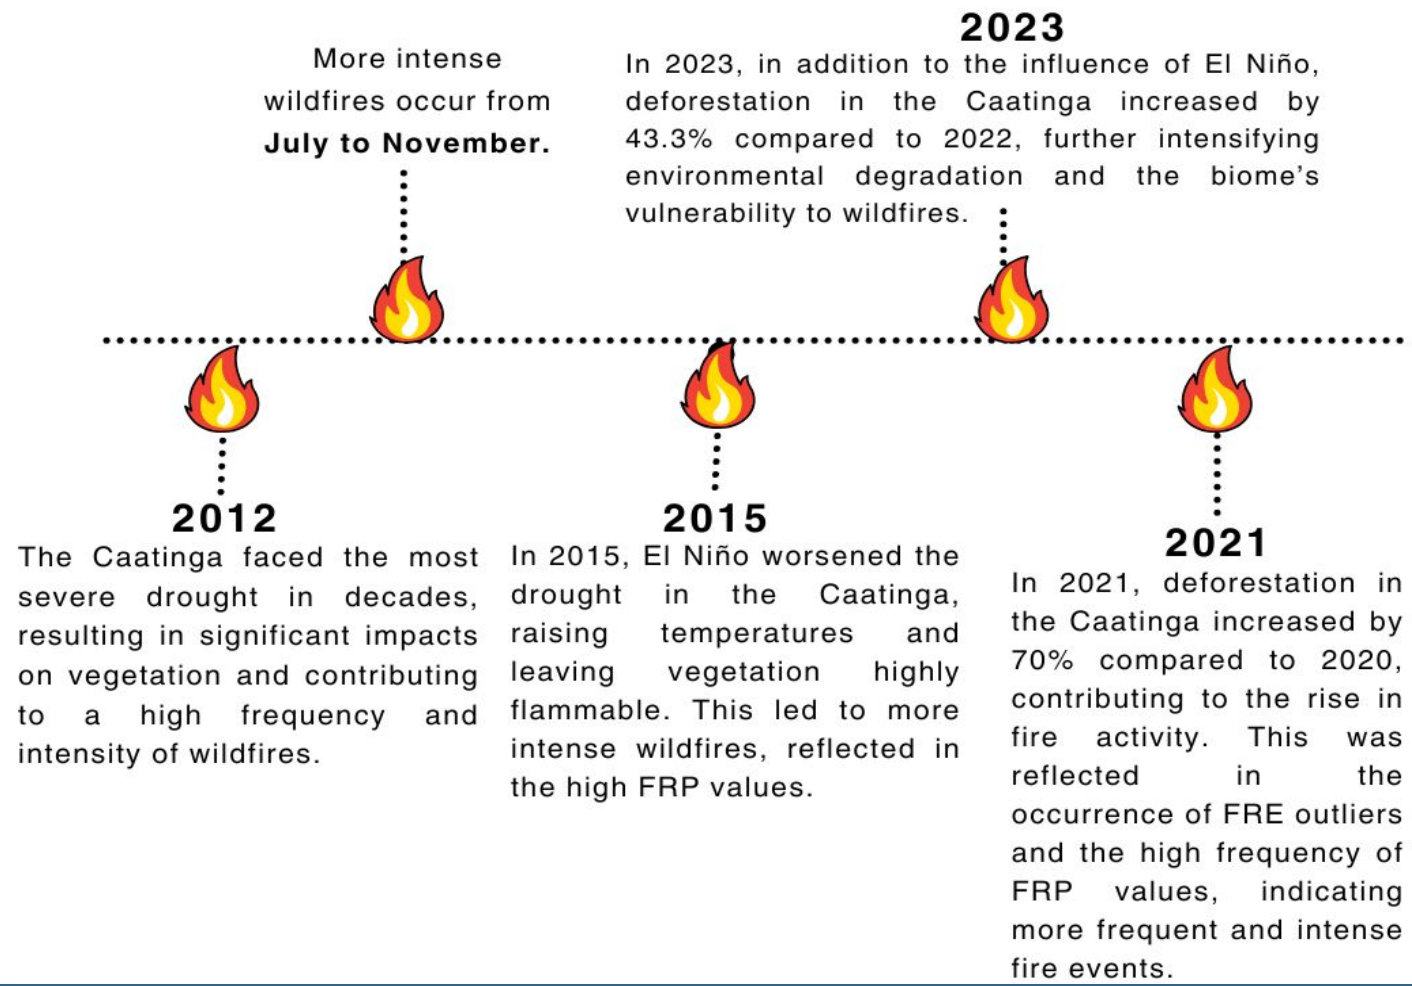 More intense
wildfires occur from
July to November.
2023
In 2023, in addition to the influence of El Niño,
deforestation in the Caatinga increased by
43.3% compared to 2022, further intensifying
environmental degradation and the biome's
vulnerability to wildfires.
2012
The Caatinga faced the most
severe drought in decades,
resulting in significant impacts
on vegetation and contributing
to a high frequency and
intensity of wildfires.
2015
In 2015, El Niño worsened the
drought in the Caatinga,
raising temperatures and
leaving vegetation highly
flammable. This led to more
intense wildfires, reflected in
the high FRP values.
2021
In 2021, deforestation in
the Caatinga increased by
70% compared to 2020,
contributing to the rise in
fire activity. This was
reflected in the
occurrence of FRE outliers
and the high frequency of
FRP values, indicating
more frequent and intense
fire events.